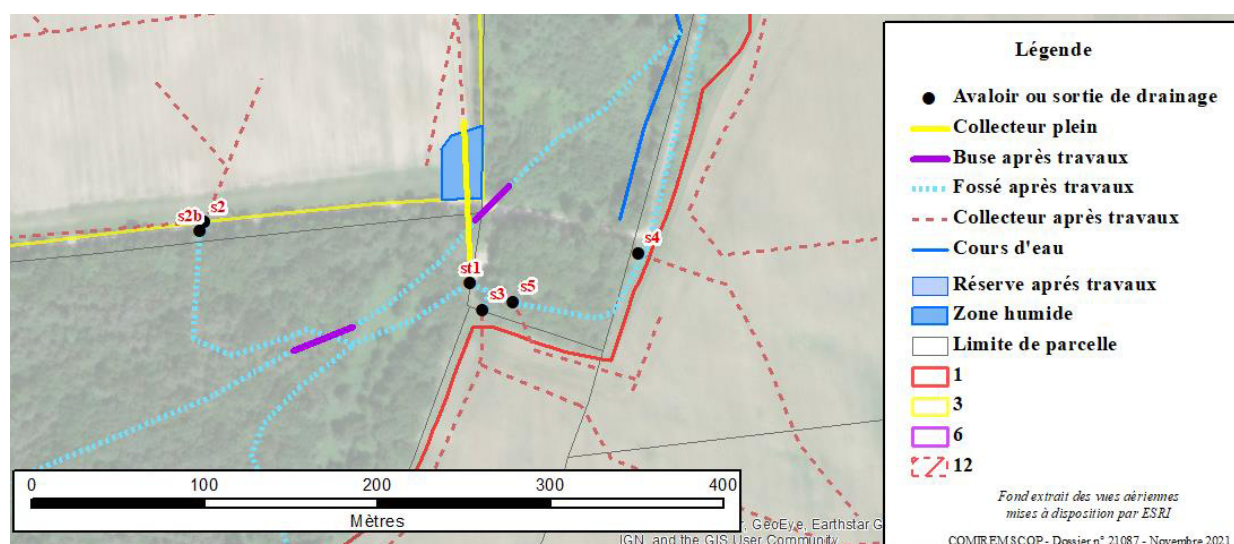 s2b
s2
st1
s3
s5
s4
0 100 200 300 400
Mètres
, GeoEye, Earthstar G
IGN, and the GIS User Community
Légende
Avaloir ou sortie de drainage
Collecteur plein
Buse après travaux
Fossé après travaux
Collecteur après travaux
Cours d'eau
Réserve aprés travaux
Zone humide
Limite de parcelle
1
3
6
12
Fond extrait des vues aériennes
mises à disposition par ESRI
COMIREM SCOP - Dossier n° 21087 - Novembre 2021